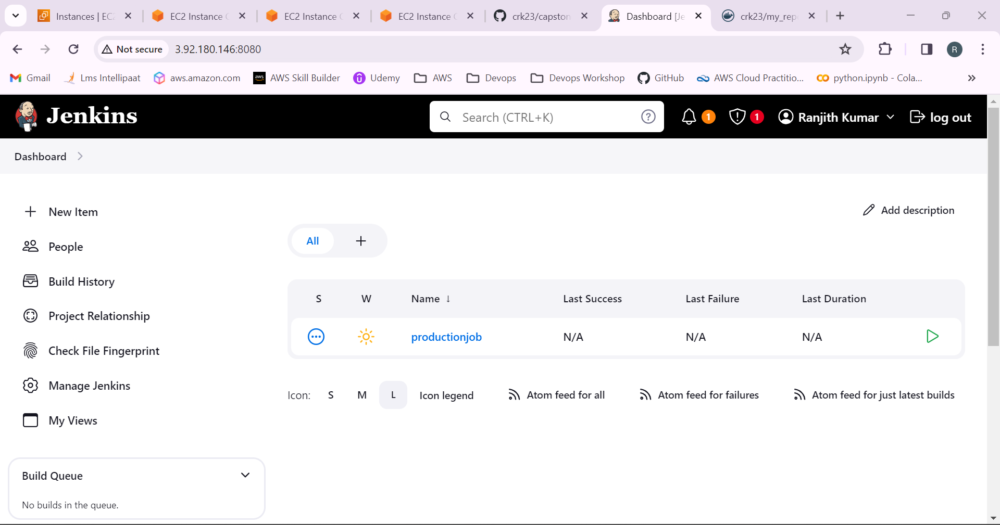 Instances | EC
EC2 Instance
EC2 Instance
EC2 Instance
crk23/capston
Dashboard [Je
crk23/my_rep
Not secure
3.92.180.146:8080
R
Gmail
Lms Intellipaat
aws.amazon.com
aws
AWS Skill Builder
Udemy
AWS
Devops
Devops Workshop
GitHub
AWS Cloud Practitio...
python.ipynb - Cola...
Jenkins
Search (CTRL+K)
?
1
1
Ranjith Kumar
log out
Dashboard
New Item
People
Build History
Project Relationship
Check File Fingerprint
Manage Jenkins
My Views
Build Queue
No builds in the queue.
Add description
All
S W Name ↓ Last Success Last Failure Last Duration
productionjob N/A N/A N/A
Icon: S M L Icon legend Atom feed for all Atom feed for failures Atom feed for just latest builds